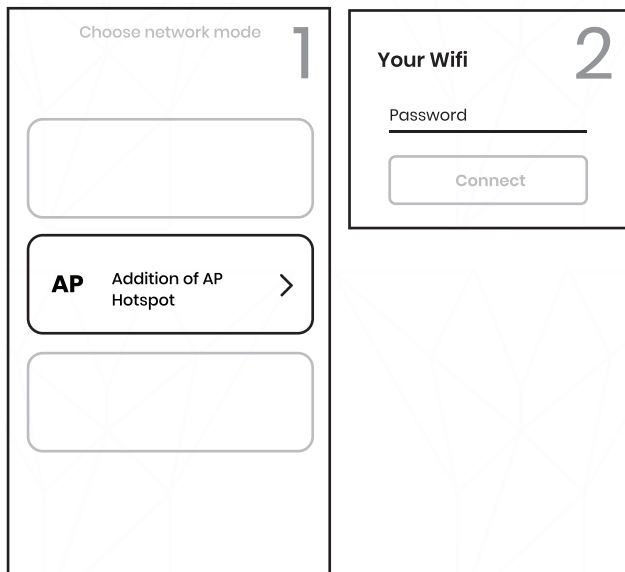 Choose network mode
1
AP
Addition of AP
Hotspot
2
Your Wifi
Password
Connect